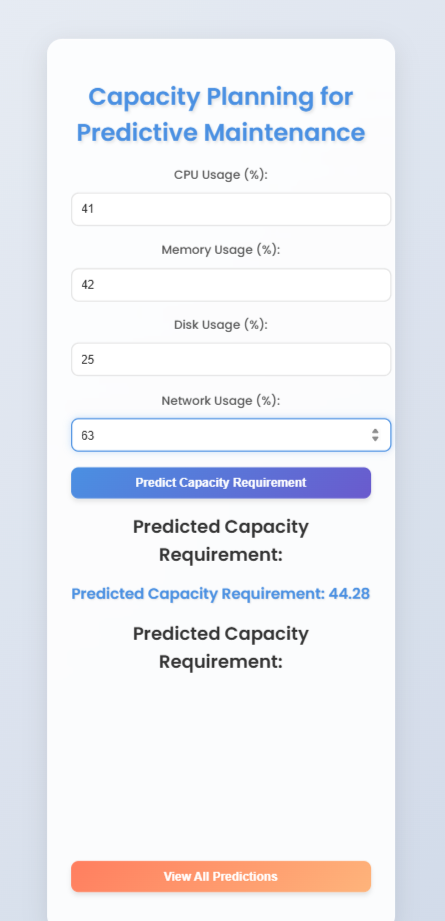 Capacity Planning for
Predictive Maintenance
CPU Usage (%):
41
Memory Usage (%):
42
Disk Usage (%):
25
Network Usage (%):
63
Predict Capacity Requirement
Predicted Capacity
Requirement:
Predicted Capacity Requirement: 44.28
Predicted Capacity
Requirement:
View All Predictions